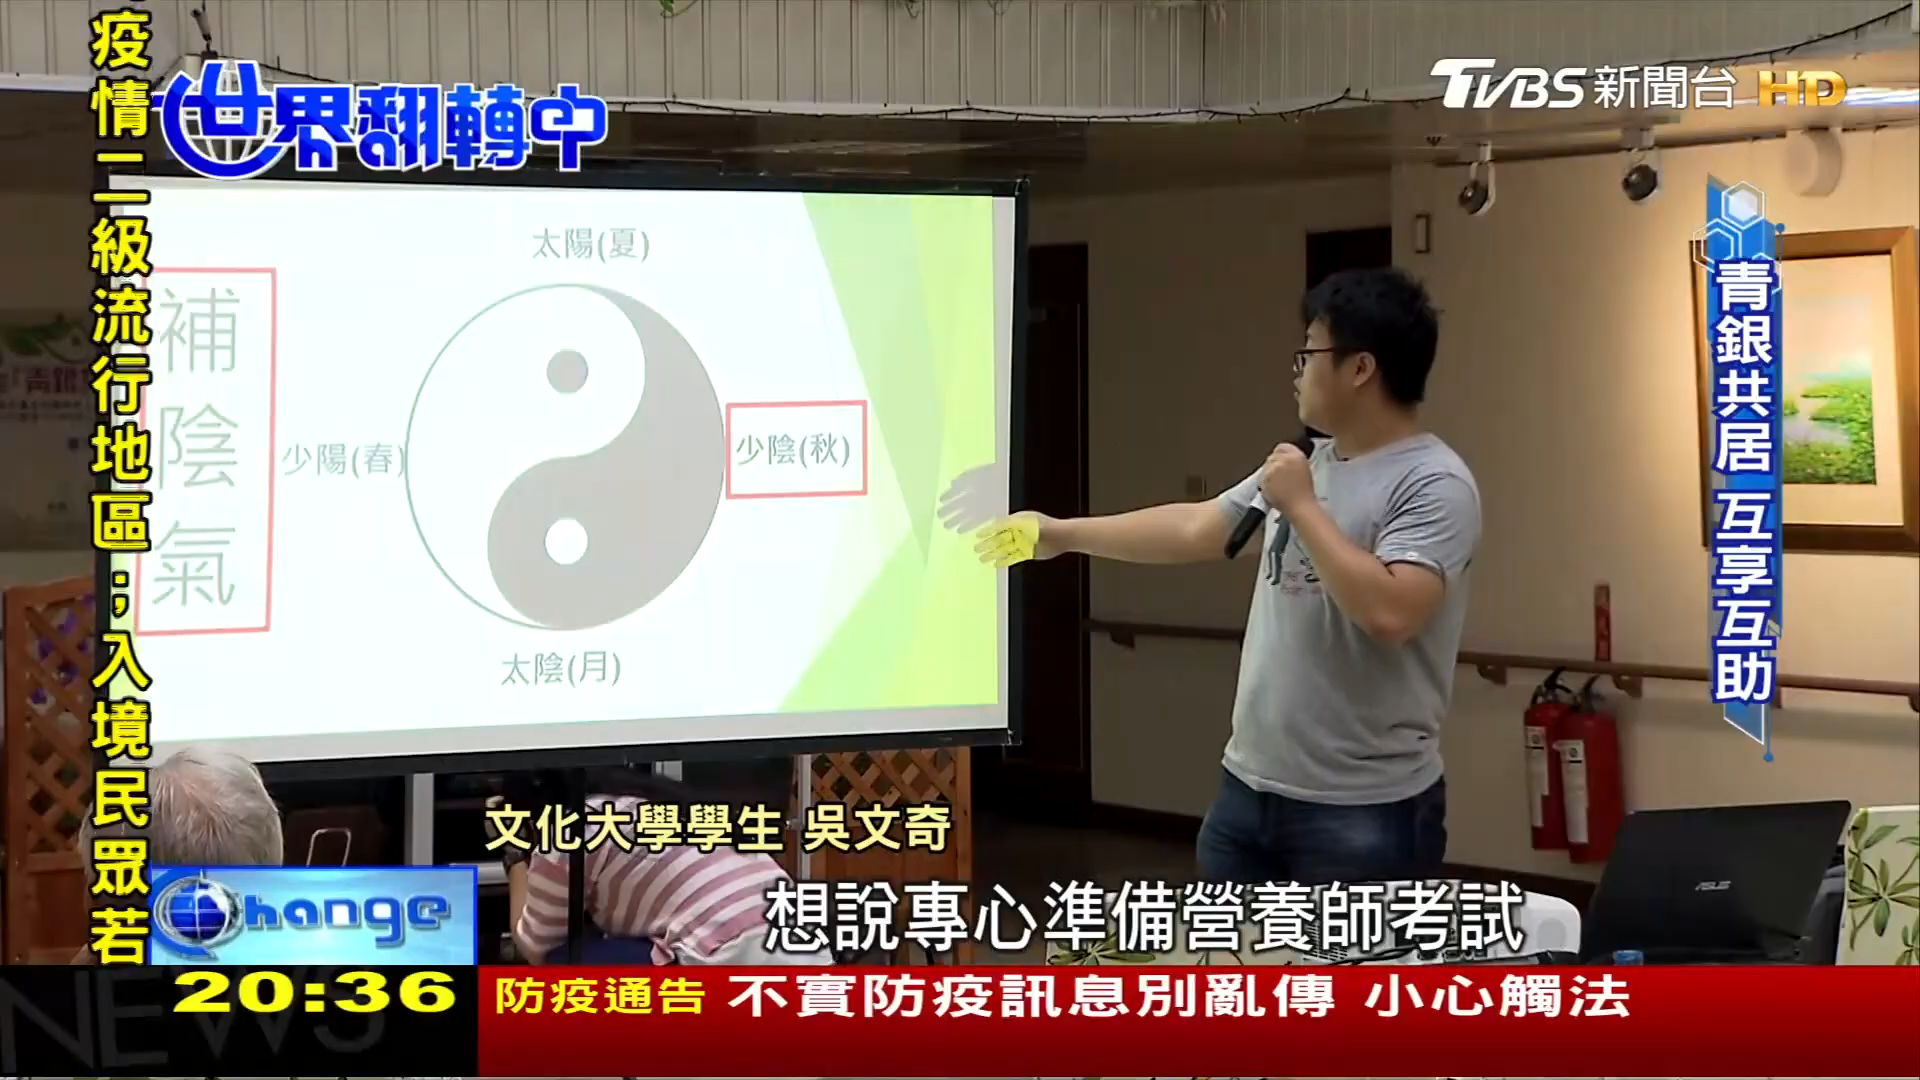 疫情二級流行地區;入境民眾若
世界翻轉中
TVBS新聞台 HD
青銀共居 互享互助
太陽(夏)
補陰氣
少陽(春)
少陰(秋)
太陰(月)
文化大學學生 吳文奇
想說專心準備營養師考試
Change
ASUS
NEWS
20:36
防疫通告 不實防疫訊息別亂傳 小心觸法